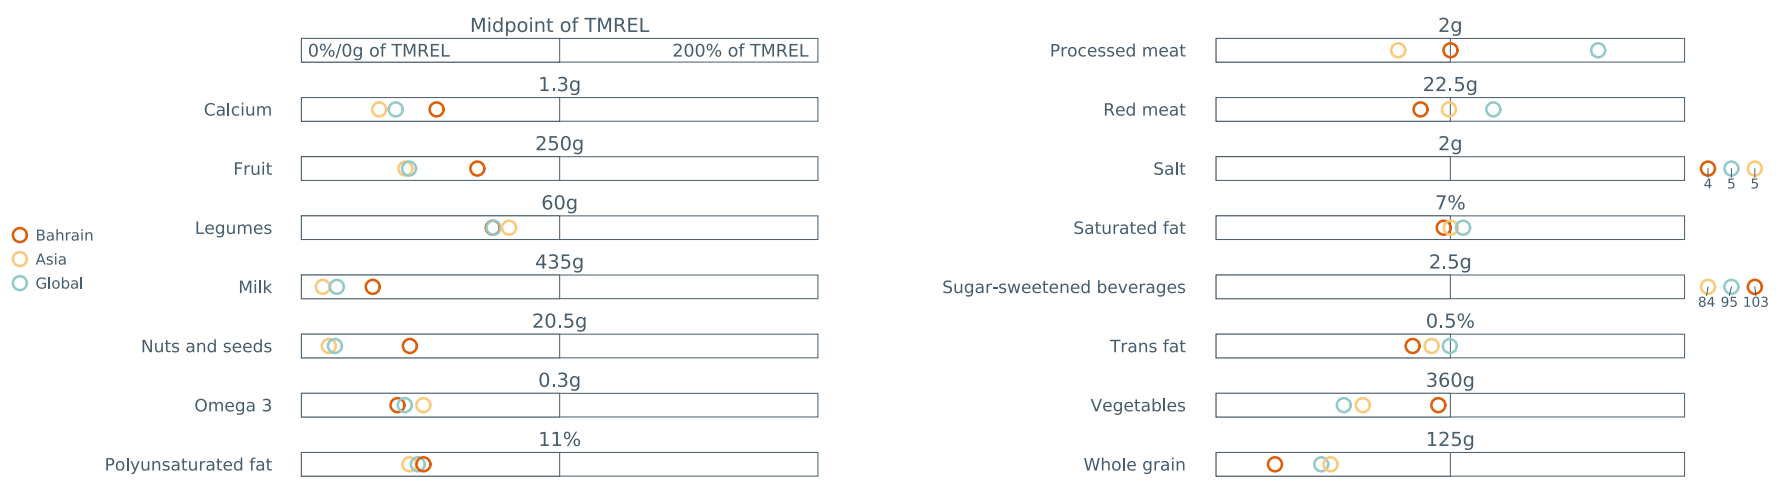 Midpoint of TMREL
0%/0g of TMREL 200% of TMREL
1.3g
Calcium
250g
Fruit
60g
Legumes
435g
Milk
20.5g
Nuts and seeds
0.3g
Omega 3
11%
Polyunsaturated fat
Bahrain
Asia
Global
2g
Processed meat
22.5g
Red meat
2g
Salt
4 5 5
7%
Saturated fat
2.5g
Sugar-sweetened beverages
84 95 103
0.5%
Trans fat
360g
Vegetables
125g
Whole grain